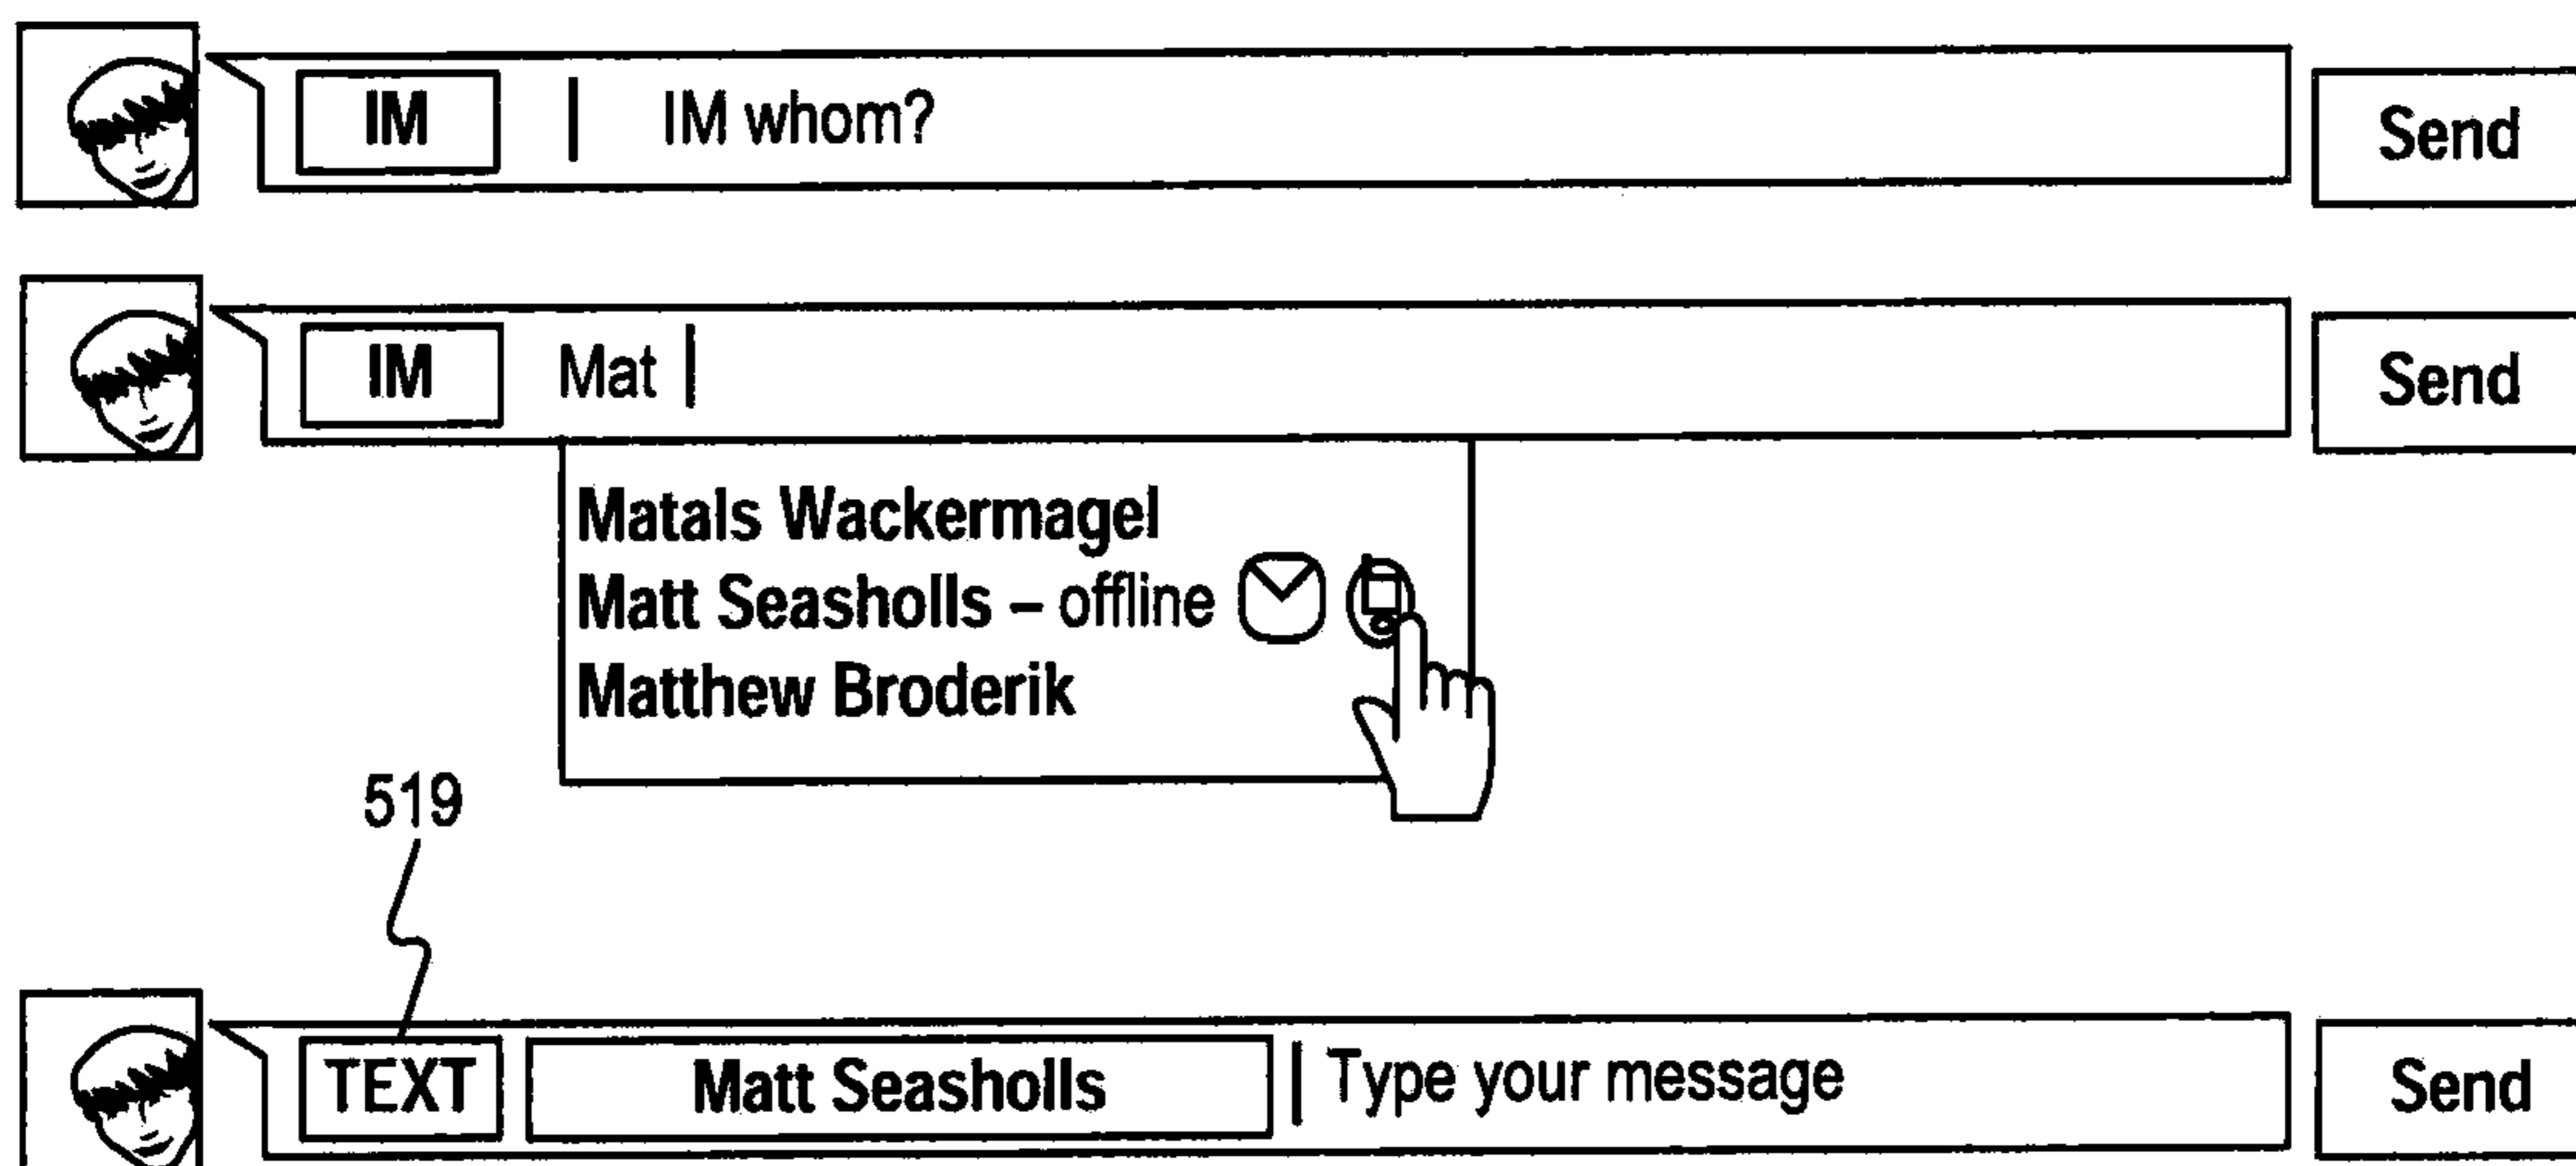 IM | IM whom? Send
IM Mat | Send
Matals Wackermagel
Matt Seasholls – offline
Matthew Broderik
519
TEXT Matt Seasholls | Type your message Send